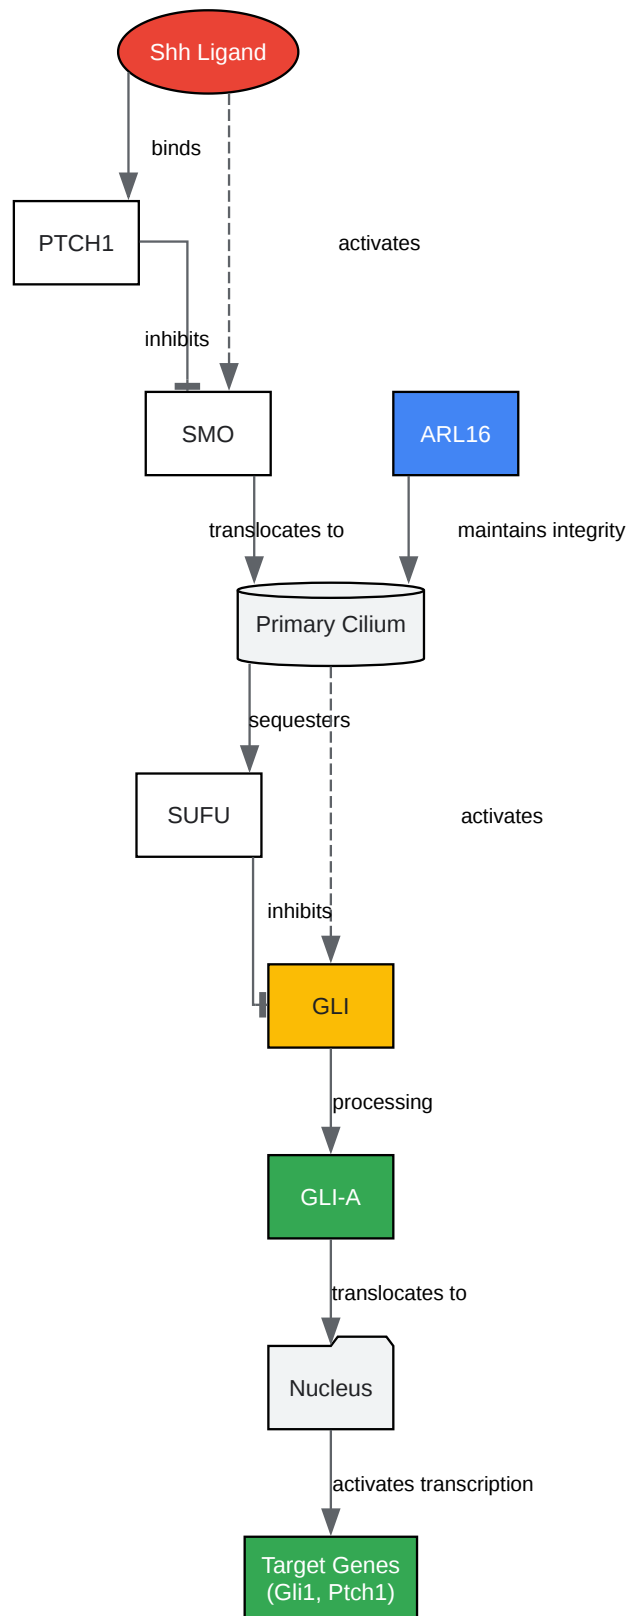 Shh Ligand
binds
PTCH1
activates
inhibits
SMO
ARL16
translocates to
maintains integrity
Primary Cilium
sequesters
SUFU
activates
inhibits
GLI
processing
GLI-A
translocates to
Nucleus
activates transcription
Target Genes
(Gli1, Ptch1)